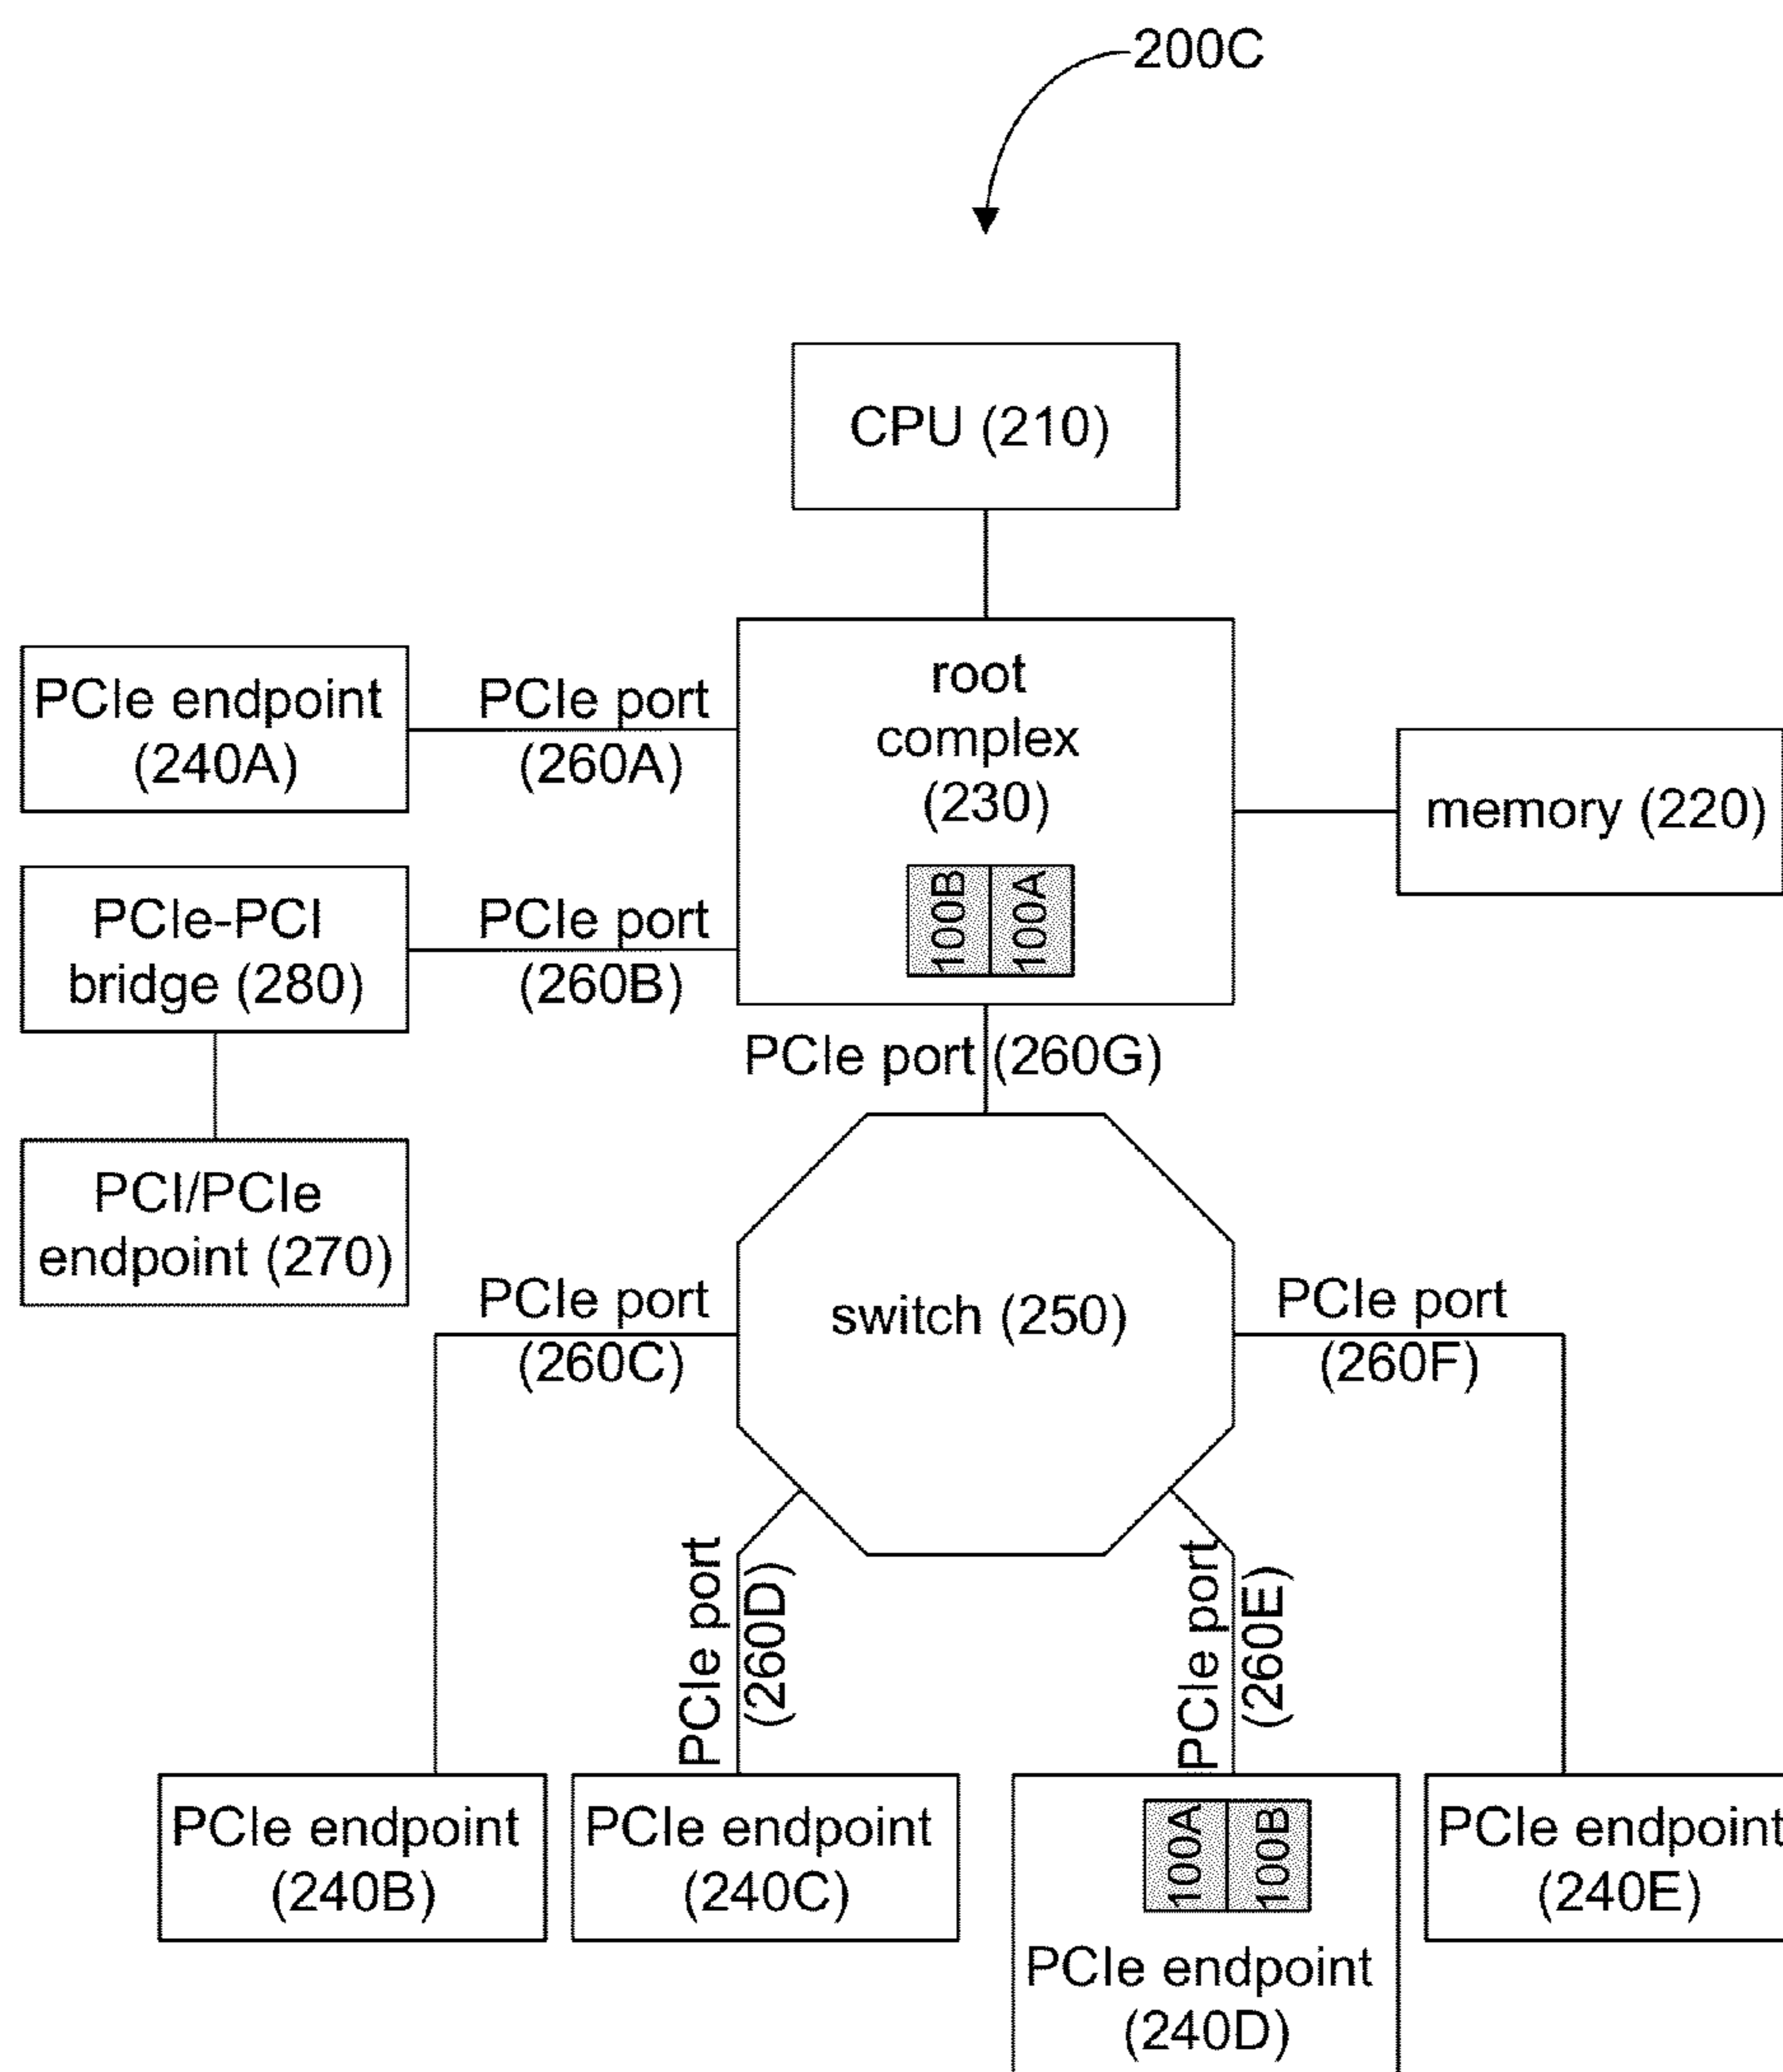 200C
CPU (210)
PCIe endpoint
(240A)
PCIe port
(260A)
root
complex
(230)
100B
100A
memory (220)
PCIe-PCI
bridge (280)
PCIe port
(260B)
PCIe port (260G)
PCI/PCIe
endpoint (270)
PCIe port
(260C)
switch (250)
PCIe port
(260F)
PCIe port
(260D)
PCIe port
(260E)
PCIe endpoint
(240B)
PCIe endpoint
(240C)
100A
100B
PCIe endpoint
(240D)
PCIe endpoint
(240E)